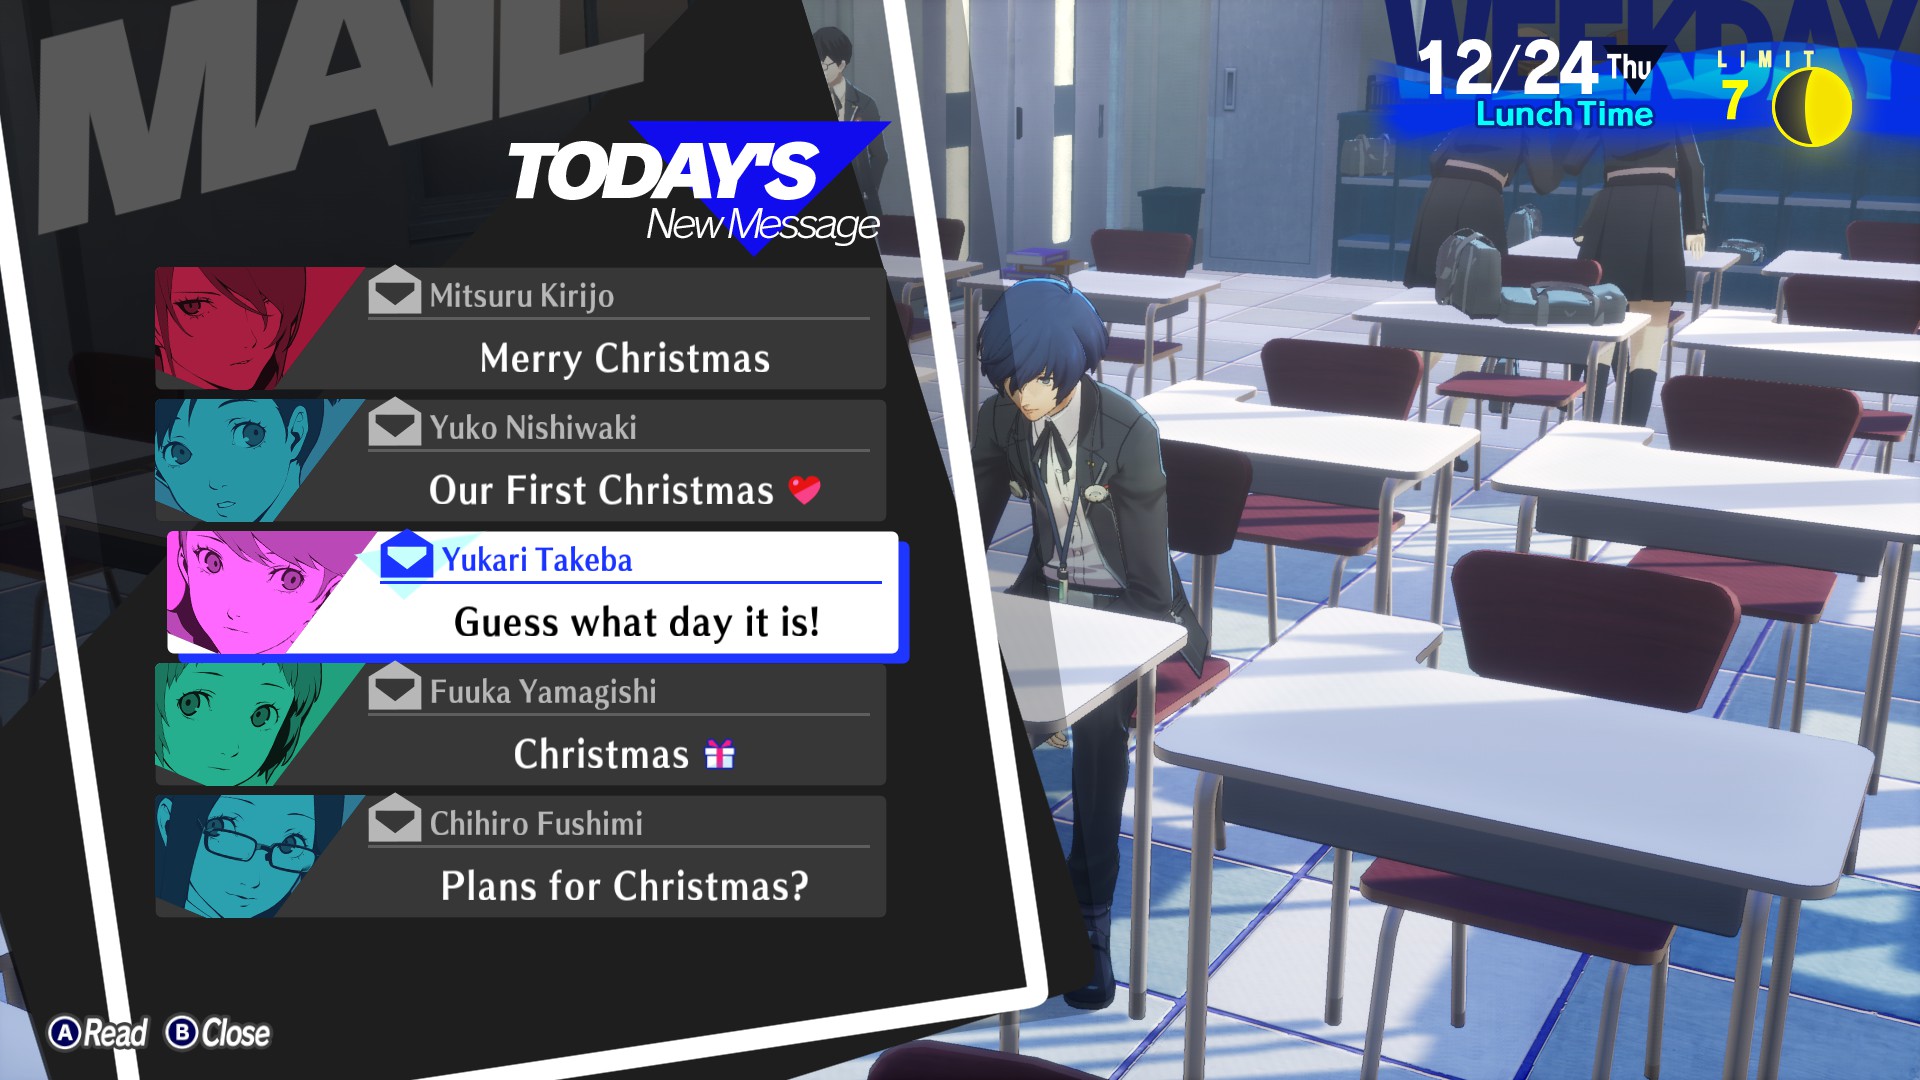 MAIL
WEEKDAY
12/24 Thu
LIMIT
7
Lunch Time
TODAY'S
New Message
Mitsuru Kirijo
Merry Christmas
Yuko Nishiwaki
Our First Christmas ❤️
Yukari Takeba
Guess what day it is!
Fuuka Yamagishi
Christmas 🎁
Chihiro Fushimi
Plans for Christmas?
A Read B Close